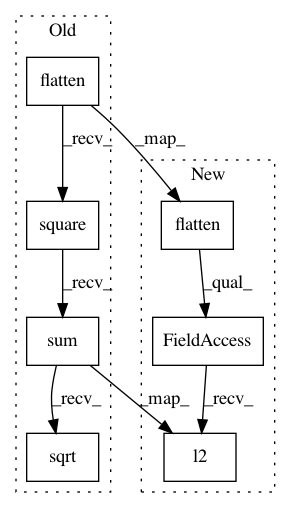 Old
flatten
_recv_
_map_
New
square
flatten
_recv_
_qual_
sum
FieldAccess
_recv_
_map_
_recv_
sqrt
l2